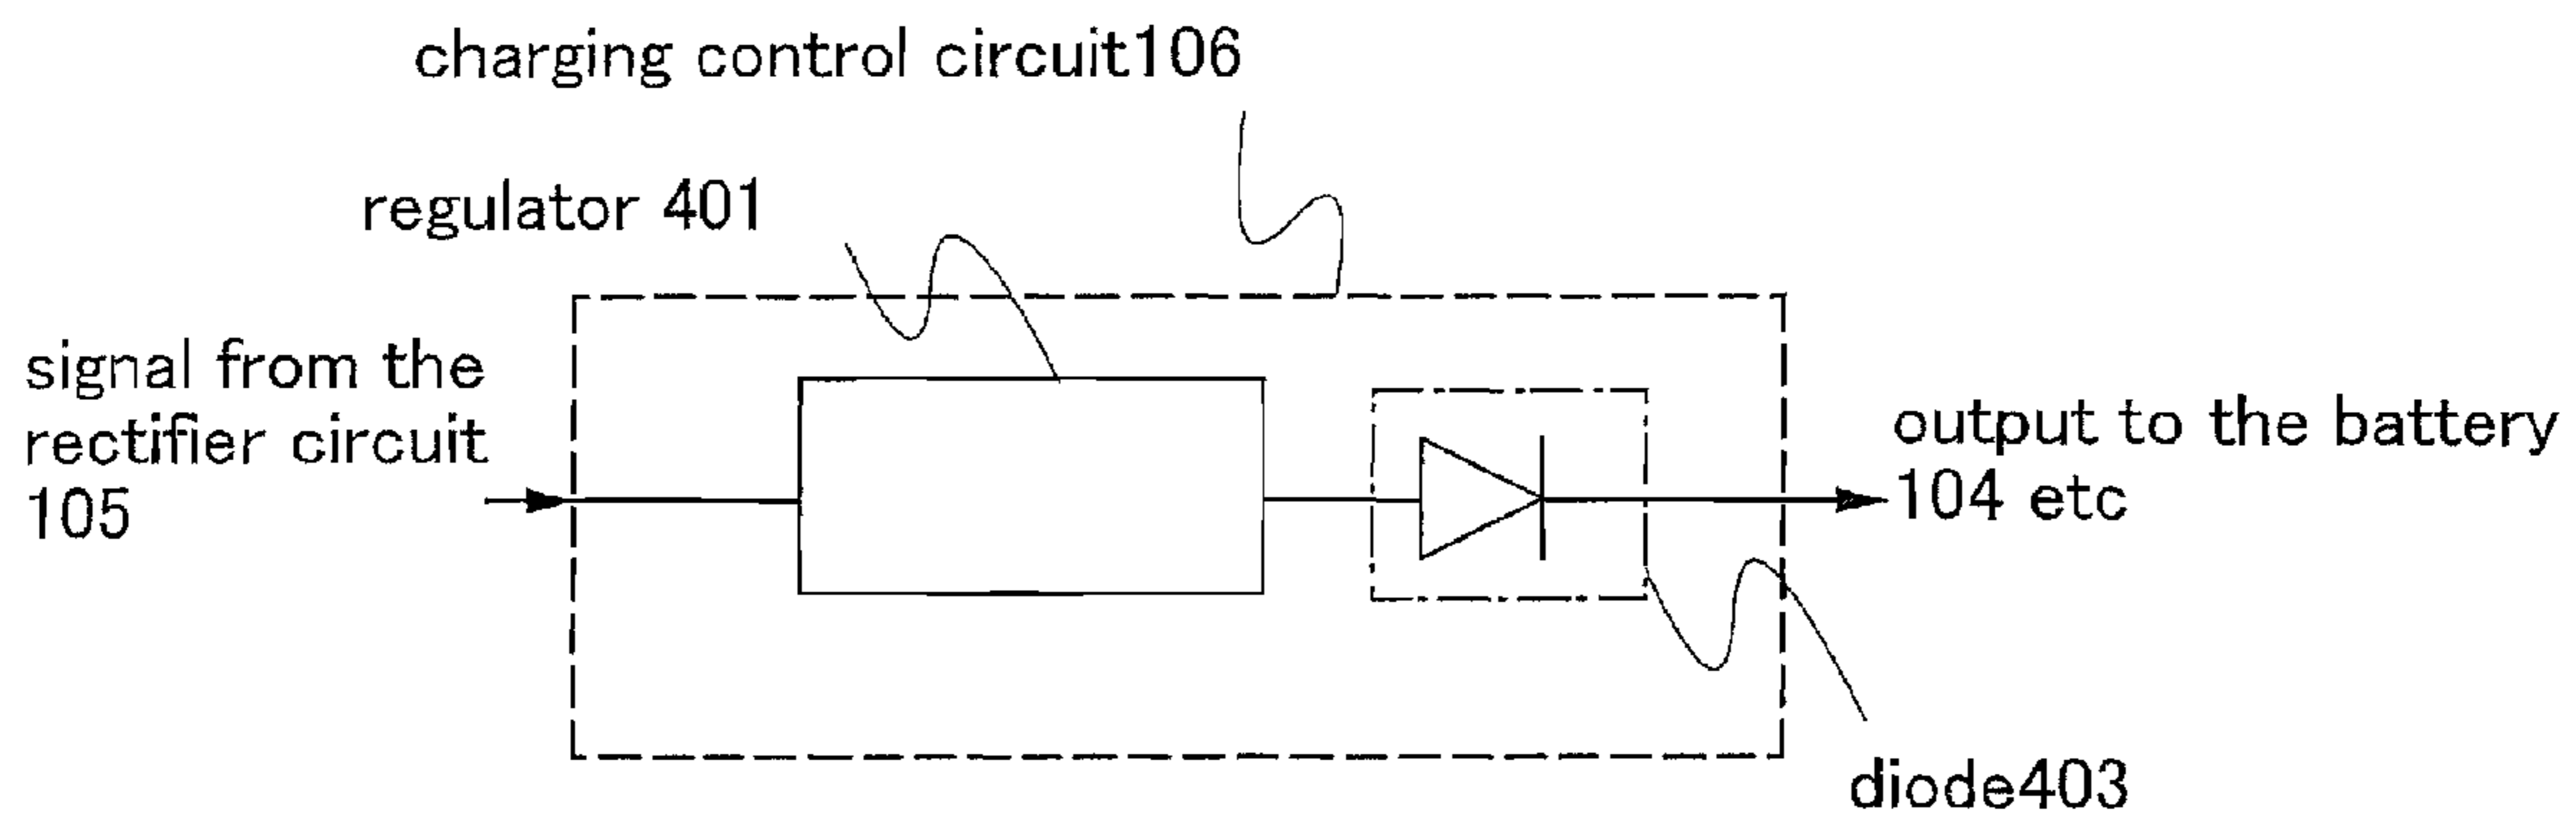 charging control circuit106
regulator 401
signal from the
rectifier circuit
105
output to the battery
104 etc
diode403